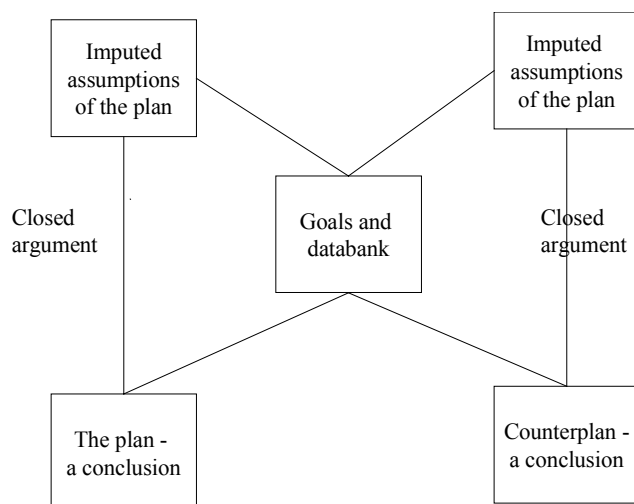 Imputed
assumptions
of the plan
Imputed
assumptions
of the plan
Closed
argument
Goals and
databank
Closed
argument
The plan -
a conclusion
Counterplan -
a conclusion